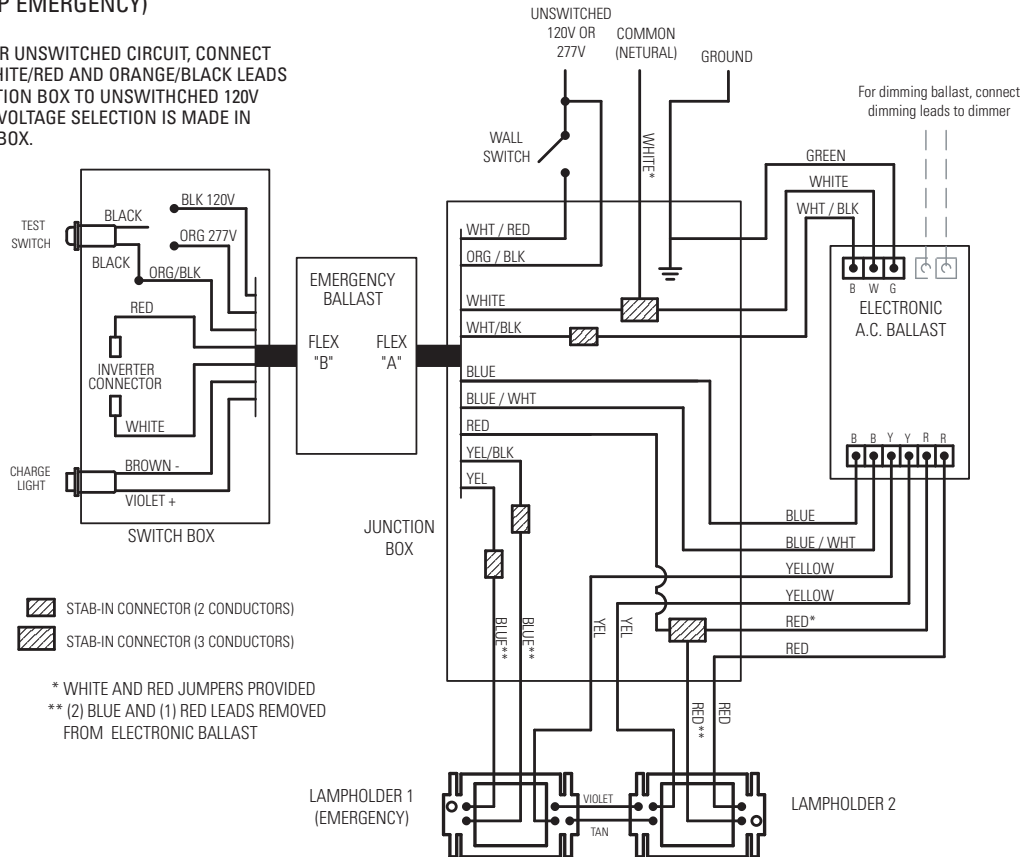 P EMERGENCY)
R UNSWITCHED CIRCUIT, CONNECT
HITE/RED AND ORANGE/BLACK LEADS
TION BOX TO UNSWITHCHED 120V
VOLTAGE SELECTION IS MADE IN
BOX.
UNSWITCHED
120V OR
277V
COMMON
(NETURAL)
GROUND
For dimming ballast, connect
dimming leads to dimmer
WALL
SWITCH
WHITE*
GREEN
WHITE
WHT / BLK
TEST
SWITCH
BLACK
BLACK
BLK 120V
ORG 277V
ORG/BLK
RED
INVERTER
CONNECTOR
WHITE
CHARGE
LIGHT
BROWN -
VIOLET +
SWITCH BOX
EMERGENCY
BALLAST
FLEX
"B"
FLEX
"A"
WHT / RED
ORG / BLK
WHITE
WHT/BLK
BLUE
BLUE / WHT
RED
YEL/BLK
YEL
JUNCTION
BOX
B W G
ELECTRONIC
A.C. BALLAST
B B Y Y R R
BLUE
BLUE / WHT
YELLOW
YELLOW
RED*
RED
BLUE**
BLUE**
YEL
YEL
RED**
RED
STAB-IN CONNECTOR (2 CONDUCTORS)
STAB-IN CONNECTOR (3 CONDUCTORS)
* WHITE AND RED JUMPERS PROVIDED
** (2) BLUE AND (1) RED LEADS REMOVED
FROM ELECTRONIC BALLAST
LAMPHOLDER 1
(EMERGENCY)
VIOLET
TAN
LAMPHOLDER 2